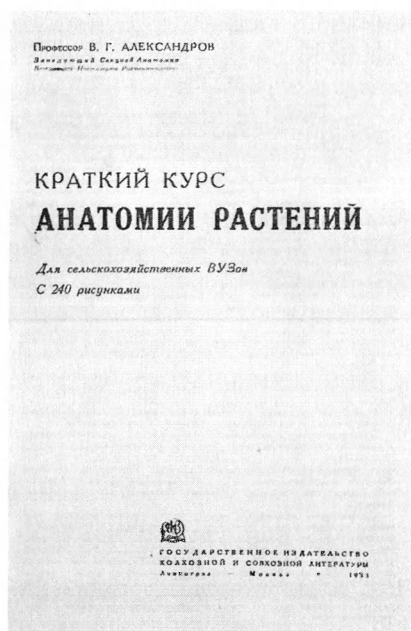 Профессор В. Г. АЛЕКСАНДРОВ
Заведующий Секцией Анатомии
КРАТКИЙ КУРС
АНАТОМИИ РАСТЕНИЙ
Для сельскохозяйственных ВУЗов
С 240 рисунками
ГОСУДАРСТВЕННОЕ ИЗДАТЕЛЬСТВО
КОЛХОЗНОЙ И СОВХОЗНОЙ ЛИТЕРАТУРЫ
Ленинград — Москва